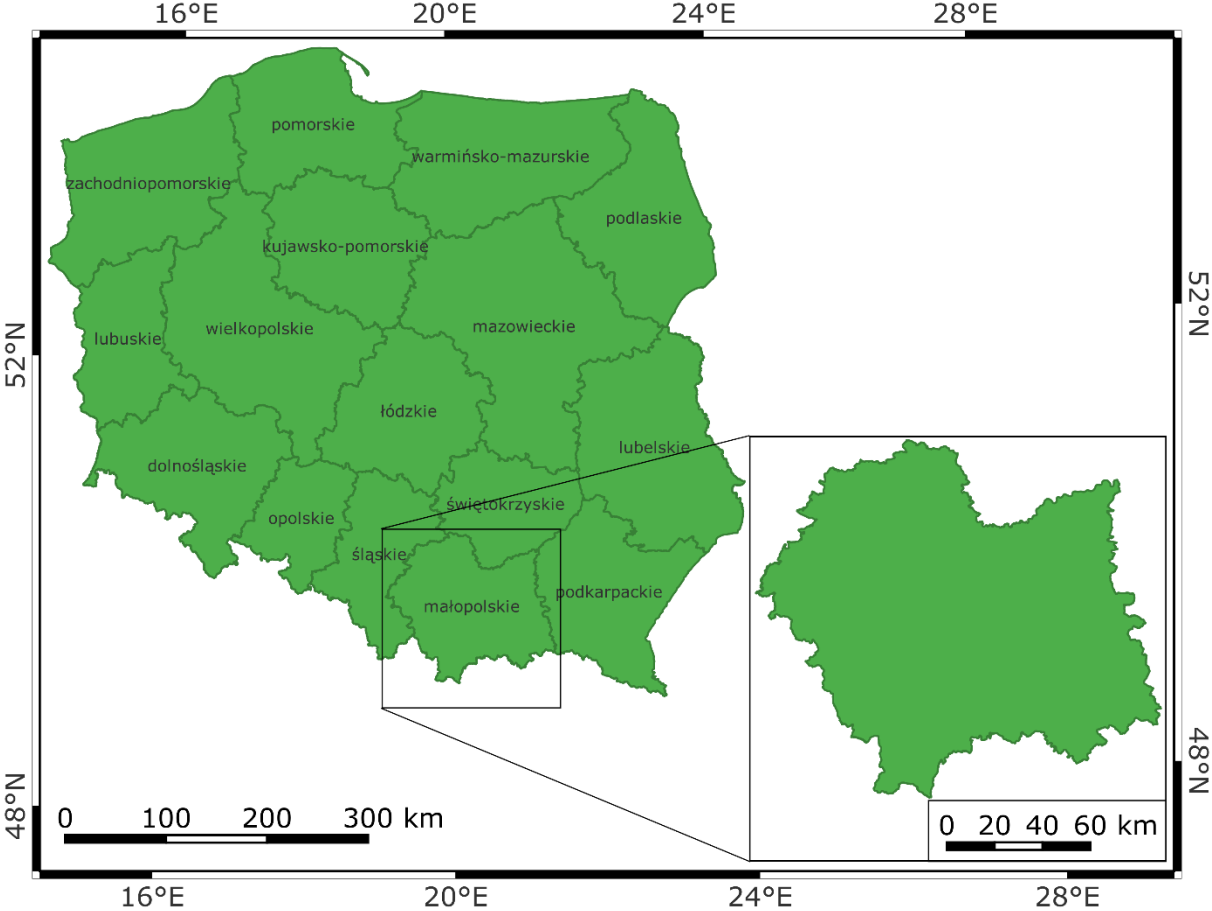 16°E 20°E 24°E 28°E
pomorskie
warmińsko-mazurskie
zachodniopomorskie
podlaskie
kujawsko-pomorskie
52°N
mazowieckie
wielkopolskie
lubuskie
52°N
łódzkie
lubelskie
dolnośląskie
świętokrzyskie
opolskie
śląskie
podkarpackie
małopolskie
48°N
48°N
0 100 200 300 km
0 20 40 60 km
16°E 20°E 24°E 28°E